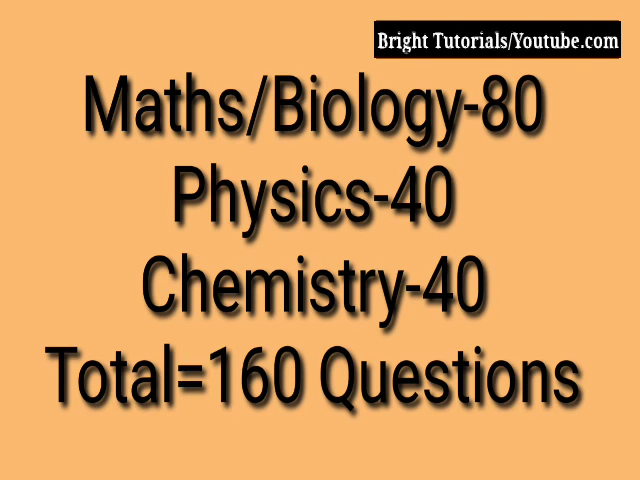 Bright Tutorials/Youtube.com
Maths/Biology-80
Physics-40
Chemistry-40
Total=160 Questions